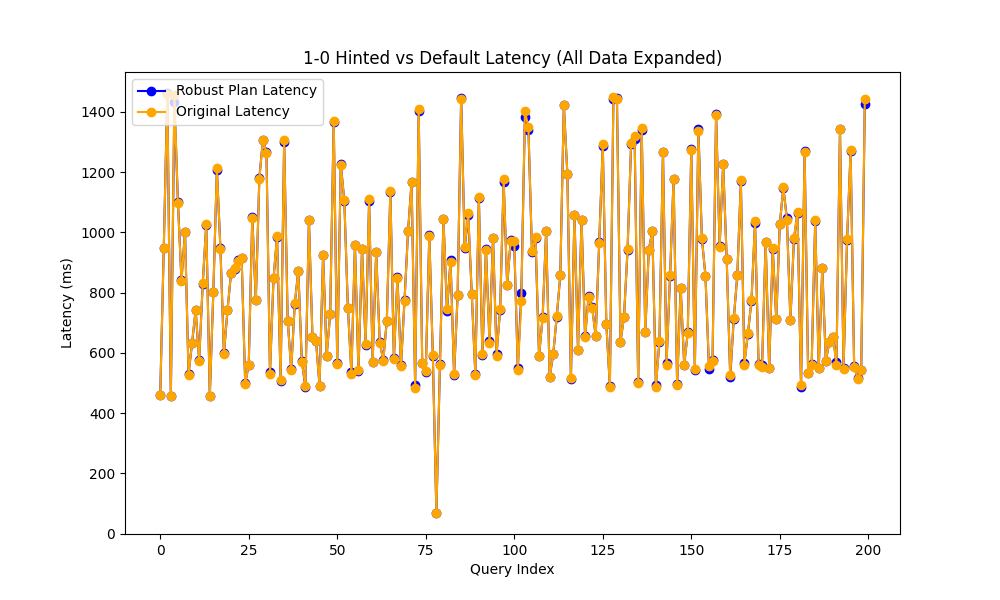 1-0 Hinted vs Default Latency (All Data Expanded)
Robust Plan Latency
Original Latency
Latency (ms)
1400
1200
1000
800
600
400
200
0
0 25 50 75 100 125 150 175 200
Query Index